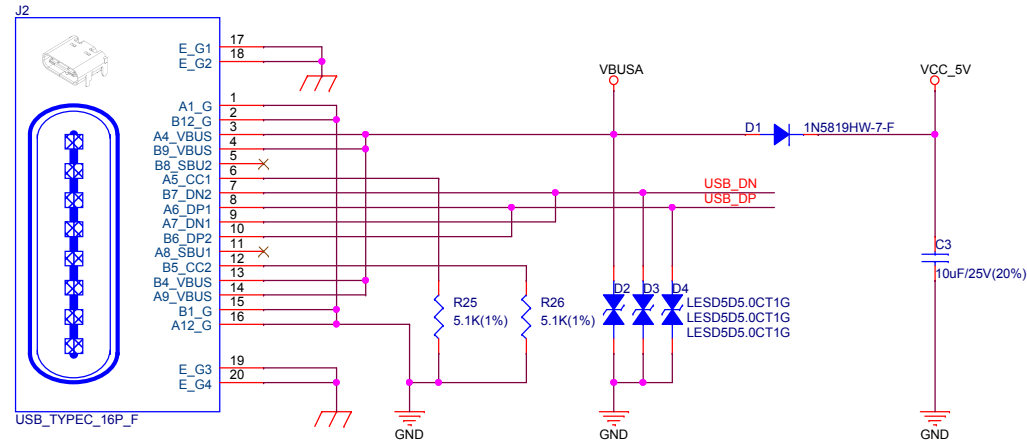 J2
E_G1 17
E_G2 18
A1_G 1
B12_G 2
A4_VBUS 3
B9_VBUS 4
B8_SBU2 5
A5_CC1 6
B7_DN2 7
A6_DP1 8
A7_DN1 9
B6_DP2 10
A8_SBU1 11
B5_CC2 12
B4_VBUS 13
A9_VBUS 14
B1_G 15
A12_G 16
E_G3 19
E_G4 20
USB_TYPEC_16P_F
VBUSA
VCC_5V
D1 1N5819HW-7-F
USB_DN
USB_DP
C3
10uF/25V(20%)
R25
5.1K(1%)
R26
5.1K(1%)
D2 D3 D4
LESD5D5.0CT1G
LESD5D5.0CT1G
LESD5D5.0CT1G
GND
GND
GND